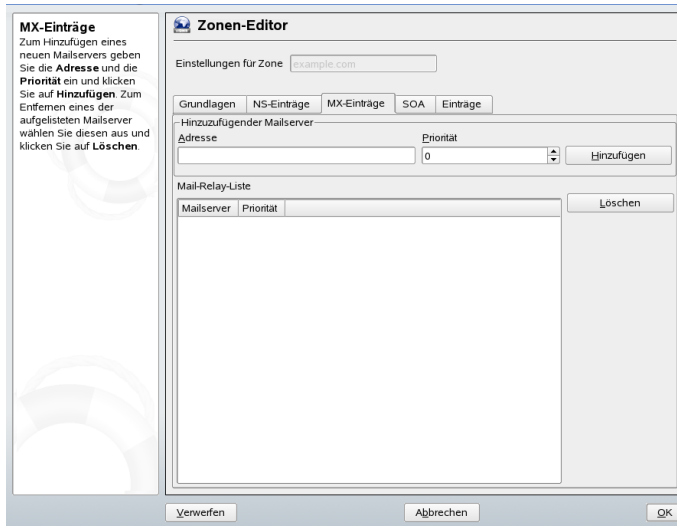 MX-Einträge
Zum Hinzufügen eines
neuen Mailservers geben
Sie die Adresse und die
Priorität ein und klicken
Sie auf Hinzufügen. Zum
Entfernen eines der
aufgelisteten Mailserver
wählen Sie diesen aus und
klicken Sie auf Löschen.
Zonen-Editor
Einstellungen für Zone example.com
Grundlagen NS-Einträge MX-Einträge SOA Einträge
Hinzuzufügender Mailserver
Adresse Priorität
0 Hinzufügen
Mail-Relay-Liste
Mailserver Priorität Löschen
Verwerfen Abbrechen OK